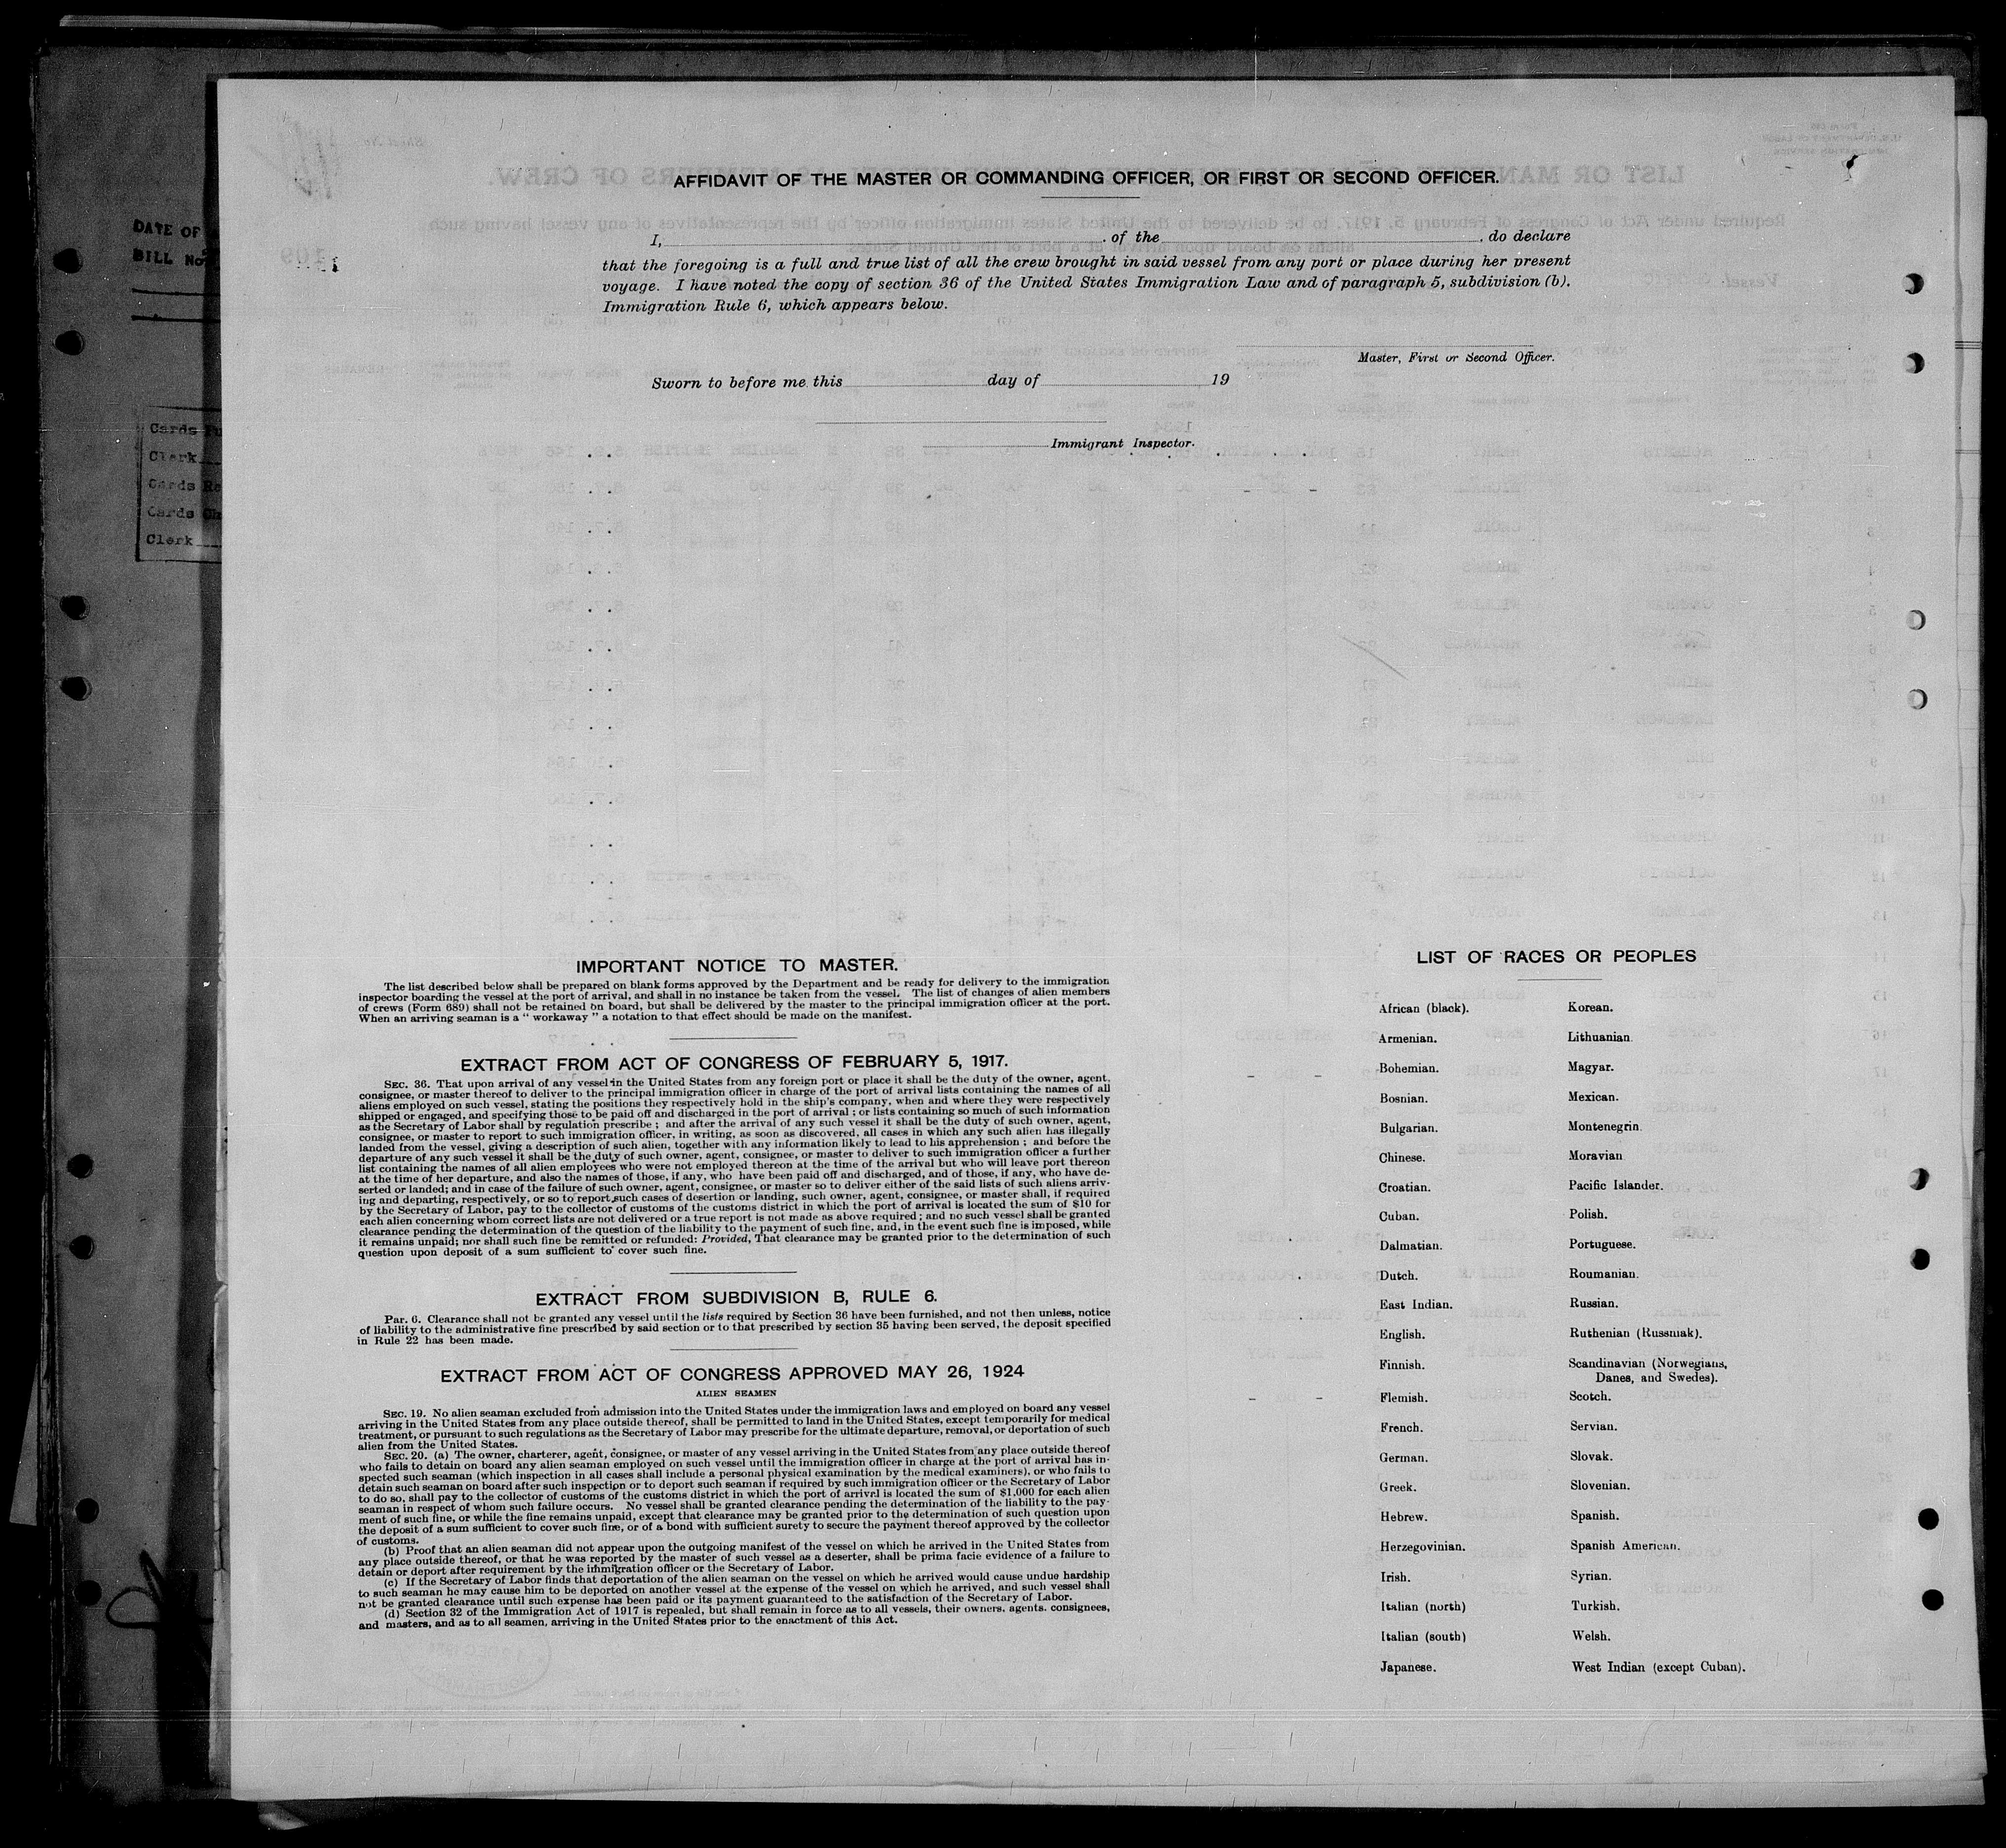 AFFIDAVIT OF THE MASTER OR COMMANDING OFFICER, OR FIRST OR SECOND OFFICER.
I, , of the , do declare
that the foregoing is a full and true list of all the crew brought in said vessel from any port or place during her present
voyage. I have noted the copy of section 36 of the United States Immigration Law and of paragraph 5, subdivision (b),
Immigration Rule 6, which appears below.
Master, First or Second Officer.
Sworn to before me this day of , 19
Immigrant Inspector.
DATE OF
BILL No
Cards Pu
Clerk
Cards Re
Cards Ch
Clerk
IMPORTANT NOTICE TO MASTER.
The list described below shall be prepared on blank forms approved by the Department and be ready for delivery to the immigration
inspector boarding the vessel at the port of arrival, and shall in no instance be taken from the vessel. The list of changes of alien members
of crews (Form 689) shall not be retained on board, but shall be delivered by the master to the principal immigration officer at the port.
When an arriving seaman is a “ workaway ” a notation to that effect should be made on the manifest.
EXTRACT FROM ACT OF CONGRESS OF FEBRUARY 5, 1917.
SEC. 36. That upon arrival of any vessel in the United States from any foreign port or place it shall be the duty of the owner, agent,
consignee, or master thereof to deliver to the principal immigration officer in charge of the port of arrival lists containing the names of all
aliens employed on such vessel, stating the positions they respectively hold in the ship's company, when and where they were respectively
shipped or engaged, and specifying those to be paid off and discharged in the port of arrival ; or lists containing so much of such information
as the Secretary of Labor shall by regulation prescribe ; and after the arrival of any such vessel it shall be the duty of such owner, agent,
consignee, or master to report to such immigration officer, in writing, as soon as discovered, all cases in which any such alien has illegally
landed from the vessel, giving a description of such alien, together with any information likely to lead to his apprehension ; and before the
departure of any such vessel it shall be the duty of such owner, agent, consignee, or master to deliver to such immigration officer a further
list containing the names of all alien employees who were not employed thereon at the time of the arrival but who will leave port thereon
at the time of her departure, and also the names of those, if any, who have been paid off and discharged, and of those, if any, who have de-
serted or landed; and in case of the failure of such owner, agent, consignee, or master so to deliver either of the said lists of such aliens arriv-
ing and departing, respectively, or so to report such cases of desertion or landing, such owner, agent, consignee, or master shall, if required
by the Secretary of Labor, pay to the collector of customs of the customs district in which the port of arrival is located the sum of $10 for
each alien concerning whom correct lists are not delivered or a true report is not made as above required ; and no such vessel shall be granted
clearance pending the determination of the question of the liability to the payment of such fine, and, in the event such fine is imposed, while
it remains unpaid; nor shall such fine be remitted or refunded: Provided, That clearance may be granted prior to the determination of such
question upon deposit of a sum sufficient to cover such fine.
EXTRACT FROM SUBDIVISION B, RULE 6.
Par. 6. Clearance shall not be granted any vessel until the lists required by Section 36 have been furnished, and not then unless, notice
of liability to the administrative fine prescribed by said section or to that prescribed by section 35 having been served, the deposit specified
in Rule 22 has been made.
EXTRACT FROM ACT OF CONGRESS APPROVED MAY 26, 1924
ALIEN SEAMEN
SEC. 19. No alien seaman excluded from admission into the United States under the immigration laws and employed on board any vessel
arriving in the United States from any place outside thereof, shall be permitted to land in the United States, except temporarily for medical
treatment, or pursuant to such regulations as the Secretary of Labor may prescribe for the ultimate departure, removal, or deportation of such
alien from the United States.
SEC. 20. (a) The owner, charterer, agent, consignee, or master of any vessel arriving in the United States from any place outside thereof
who fails to detain on board any alien seaman employed on such vessel until the immigration officer in charge at the port of arrival has in-
spected such seaman (which inspection in all cases shall include a personal physical examination by the medical examiners), or who fails to
detain such seaman on board after such inspection or to deport such seaman if required by such immigration officer or the Secretary of Labor
to do so, shall pay to the collector of customs of the customs district in which the port of arrival is located the sum of $1,000 for each alien
seaman in respect of whom such failure occurs. No vessel shall be granted clearance pending the determination of the liability to the pay-
ment of such fine, or while the fine remains unpaid, except that clearance may be granted prior to the determination of such question upon
the deposit of a sum sufficient to cover such fine, or of a bond with sufficient surety to secure the payment thereof approved by the collector
of customs.
(b) Proof that an alien seaman did not appear upon the outgoing manifest of the vessel on which he arrived in the United States from
any place outside thereof, or that he was reported by the master of such vessel as a deserter, shall be prima facie evidence of a failure to
detain or deport after requirement by the immigration officer or the Secretary of Labor.
(c) If the Secretary of Labor finds that deportation of the alien seaman on the vessel on which he arrived would cause undue hardship
to such seaman he may cause him to be deported on another vessel at the expense of the vessel on which he arrived, and such vessel shall
not be granted clearance until such expense has been paid or its payment guaranteed to the satisfaction of the Secretary of Labor.
(d) Section 32 of the Immigration Act of 1917 is repealed, but shall remain in force as to all vessels, their owners, agents, consignees,
and masters, and as to all seamen, arriving in the United States prior to the enactment of this Act.
LIST OF RACES OR PEOPLES
African (black).
Armenian.
Bohemian.
Bosnian.
Bulgarian.
Chinese.
Croatian.
Cuban.
Dalmatian.
Dutch.
East Indian.
English.
Finnish.
Flemish.
French.
German.
Greek.
Hebrew.
Herzegovinian.
Irish.
Italian (north)
Italian (south)
Japanese.
Korean.
Lithuanian.
Magyar.
Mexican.
Montenegrin.
Moravian
Pacific Islander.
Polish.
Portuguese.
Roumanian.
Russian.
Ruthenian (Russniak).
Scandinavian (Norwegians,
Danes, and Swedes).
Scotch.
Servian.
Slovak.
Slovenian.
Spanish.
Spanish American.
Syrian.
Turkish.
Welsh.
West Indian (except Cuban).